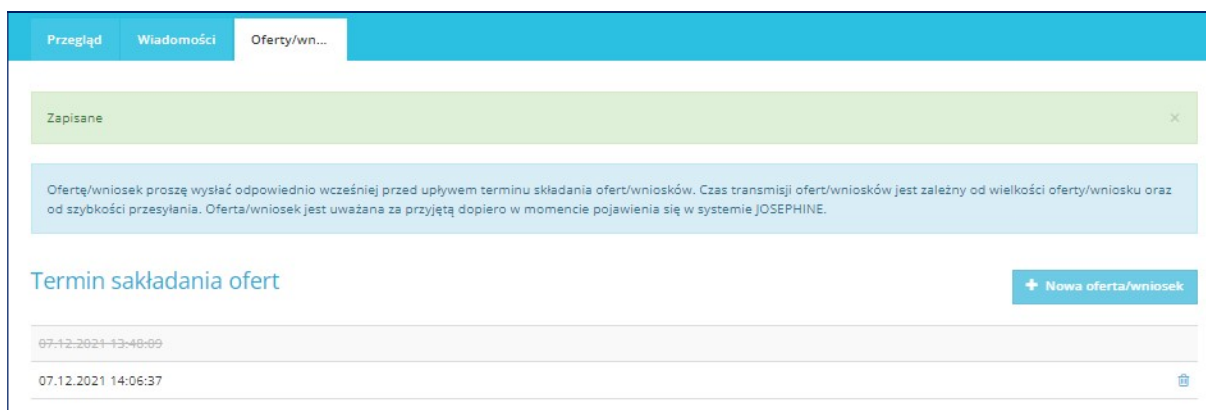 Przegląd Wiadomości Oferty/wn...
Zapisane ×
Ofertę/wniosek proszę wysłać odpowiednio wcześniej przed upływem terminu składania ofert/wniosków. Czas transmisji ofert/wniosków jest zależny od wielkości oferty/wniosku oraz
od szybkości przesyłania. Oferta/wniosek jest uważana za przyjętą dopiero w momencie pojawienia się w systemie JOSEPHINE.
Termin sakładania ofert
+ Nowa oferta/wniosek
07.12.2021 13:48:09
07.12.2021 14:06:37